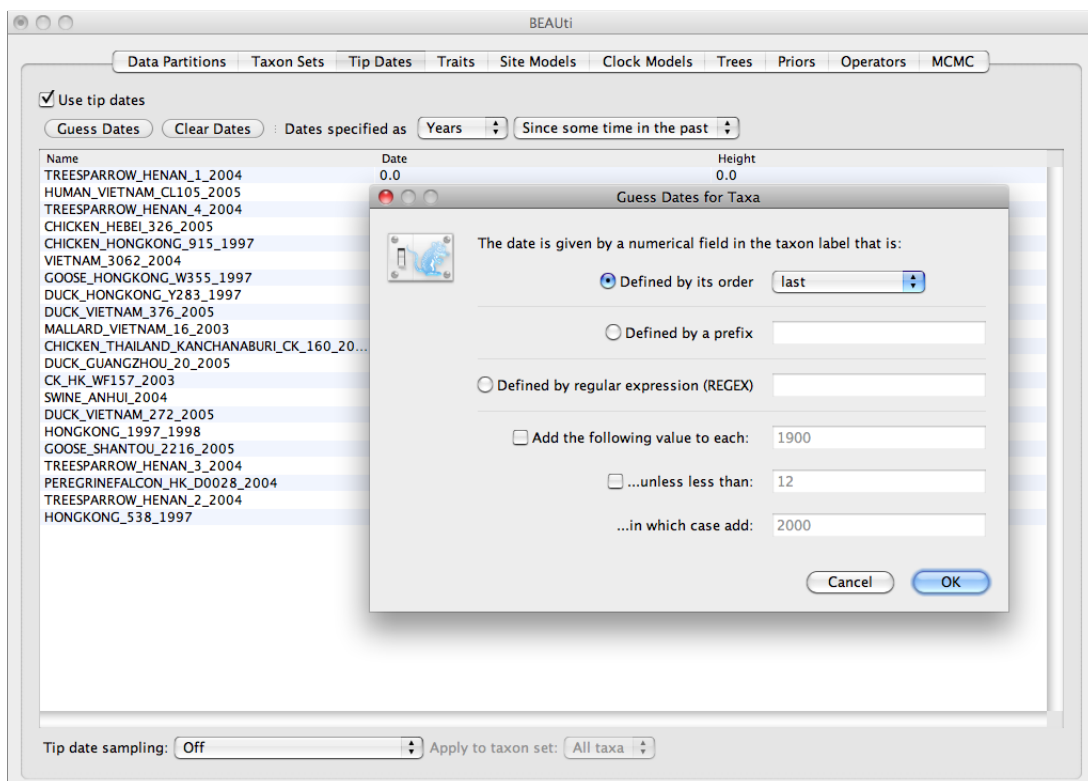 BEAUti
Data Partitions Taxon Sets Tip Dates Traits Site Models Clock Models Trees Priors Operators MCMC
Use tip dates
Guess Dates Clear Dates : Dates specified as Years Since some time in the past
Name Date Height
TREESPARROW_HENAN_1_2004 0.0 0.0
HUMAN_VIETNAM_CL105_2005
TREESPARROW_HENAN_4_2004
CHICKEN_HEBEI_326_2005
CHICKEN_HONGKONG_915_1997
VIETNAM_3062_2004
GOOSE_HONGKONG_W355_1997
DUCK_HONGKONG_Y283_1997
DUCK_VIETNAM_376_2005
MALLARD_VIETNAM_16_2003
CHICKEN_THAILAND_KANCHANABURI_CK_160_20...
DUCK_GUANGZHOU_20_2005
CK_HK_WF157_2003
SWINE_ANHUI_2004
DUCK_VIETNAM_272_2005
HONGKONG_1997_1998
GOOSE_SHANTOU_2216_2005
TREESPARROW_HENAN_3_2004
PEREGRINEFALCON_HK_D0028_2004
TREESPARROW_HENAN_2_2004
HONGKONG_538_1997
Guess Dates for Taxa
The date is given by a numerical field in the taxon label that is:
Defined by its order last
Defined by a prefix
Defined by regular expression (REGEX)
Add the following value to each: 1900
...unless less than: 12
...in which case add: 2000
Cancel OK
Tip date sampling: Off Apply to taxon set: All taxa